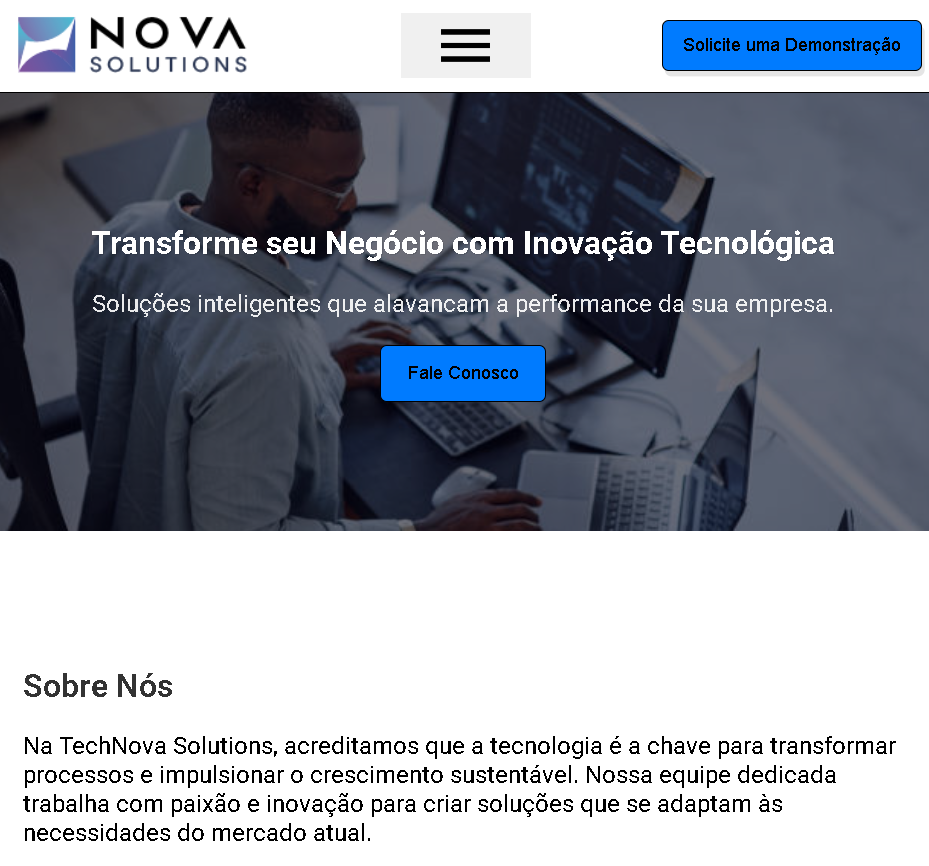 NOVA
SOLUTIONS
Solicite uma Demonstração
Transforme seu Negócio com Inovação Tecnológica
Soluções inteligentes que alavancam a performance da sua empresa.
Fale Conosco
Sobre Nós
Na TechNova Solutions, acreditamos que a tecnologia é a chave para transformar
processos e impulsionar o crescimento sustentável. Nossa equipe dedicada
trabalha com paixão e inovação para criar soluções que se adaptam às
necessidades do mercado atual.